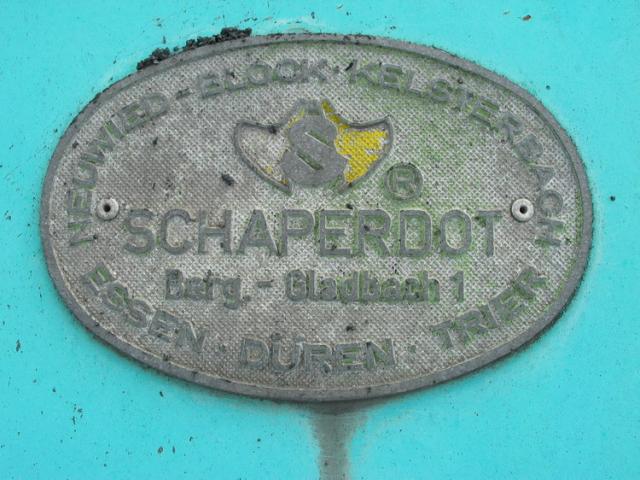 NEUWIED - BLOCK · KELSTERBACH
S
®
SCHAPERDOT
Berg. - Gladbach 1
ESSEN · DÜREN · TRIER